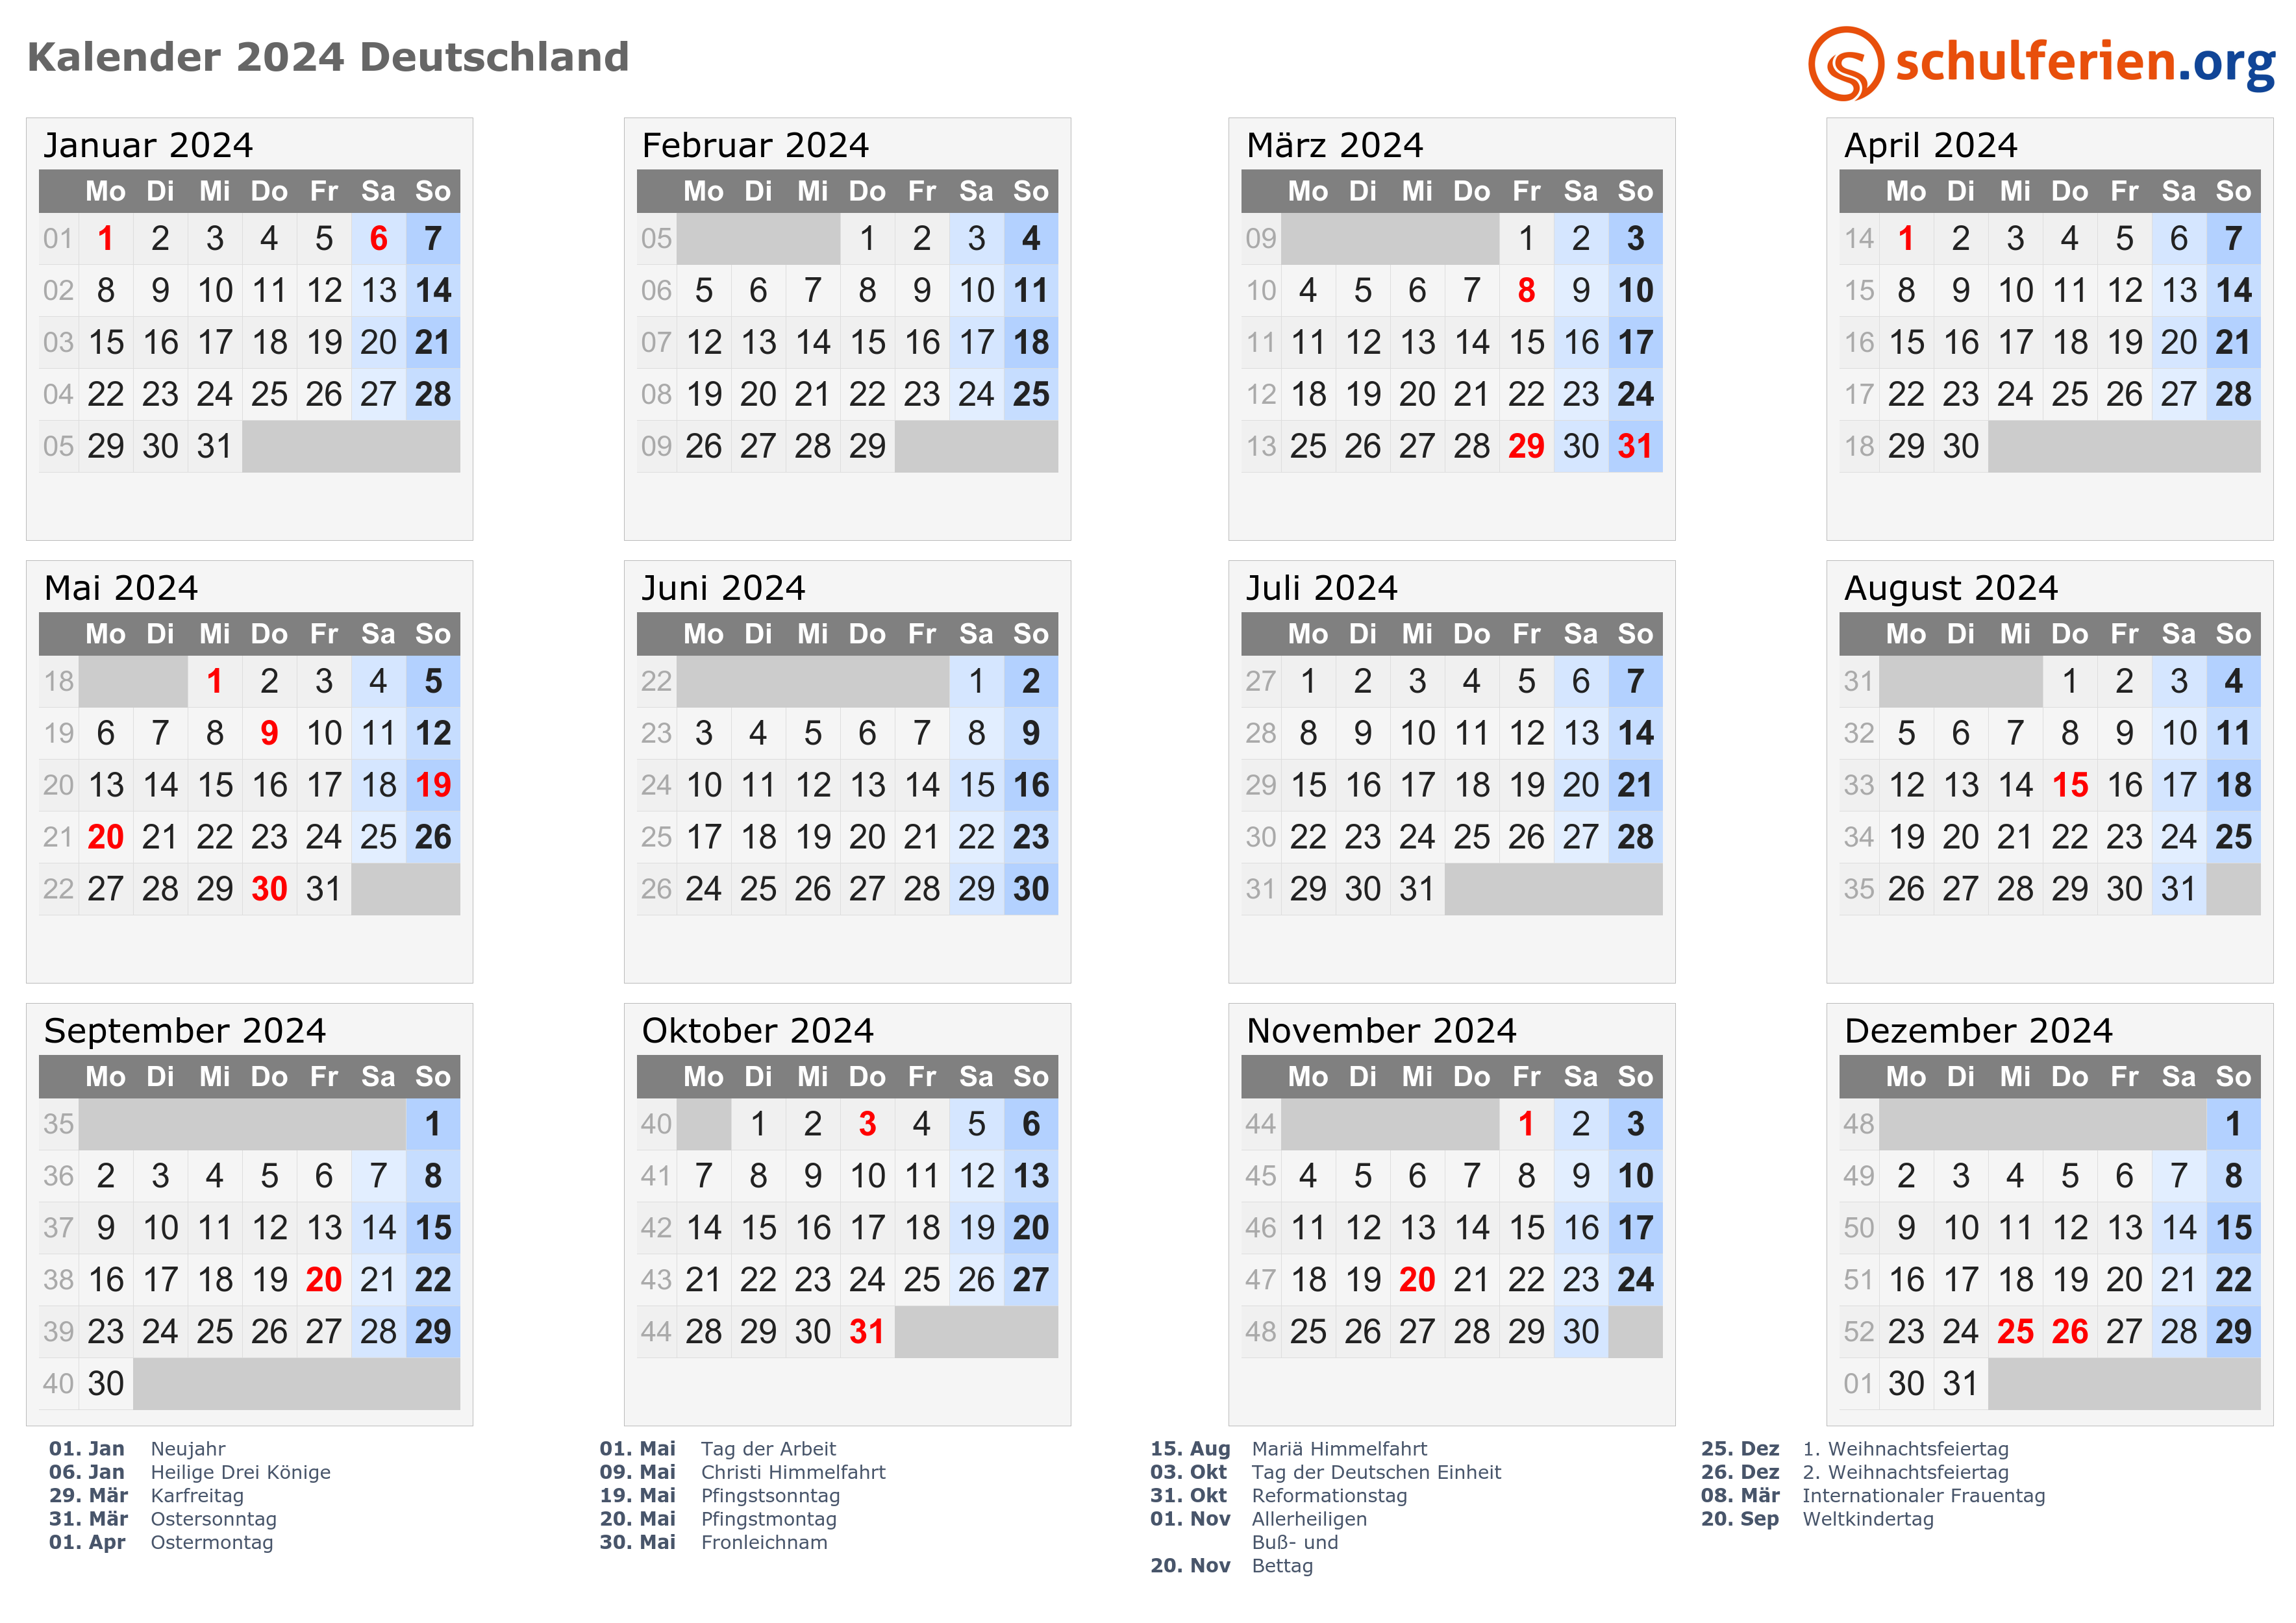 Kalender 2024 Deutschland
schulferien.org
Januar 2024
Mo Di Mi Do Fr Sa So
01 1 2 3 4 5 6 7
02 8 9 10 11 12 13 14
03 15 16 17 18 19 20 21
04 22 23 24 25 26 27 28
05 29 30 31
Februar 2024
Mo Di Mi Do Fr Sa So
05 1 2 3 4
06 5 6 7 8 9 10 11
07 12 13 14 15 16 17 18
08 19 20 21 22 23 24 25
09 26 27 28 29
März 2024
Mo Di Mi Do Fr Sa So
09 1 2 3
10 4 5 6 7 8 9 10
11 11 12 13 14 15 16 17
12 18 19 20 21 22 23 24
13 25 26 27 28 29 30 31
April 2024
Mo Di Mi Do Fr Sa So
14 1 2 3 4 5 6 7
15 8 9 10 11 12 13 14
16 15 16 17 18 19 20 21
17 22 23 24 25 26 27 28
18 29 30
Mai 2024
Mo Di Mi Do Fr Sa So
18 1 2 3 4 5
19 6 7 8 9 10 11 12
20 13 14 15 16 17 18 19
21 20 21 22 23 24 25 26
22 27 28 29 30 31
Juni 2024
Mo Di Mi Do Fr Sa So
22 1 2
23 3 4 5 6 7 8 9
24 10 11 12 13 14 15 16
25 17 18 19 20 21 22 23
26 24 25 26 27 28 29 30
Juli 2024
Mo Di Mi Do Fr Sa So
27 1 2 3 4 5 6 7
28 8 9 10 11 12 13 14
29 15 16 17 18 19 20 21
30 22 23 24 25 26 27 28
31 29 30 31
August 2024
Mo Di Mi Do Fr Sa So
31 1 2 3 4
32 5 6 7 8 9 10 11
33 12 13 14 15 16 17 18
34 19 20 21 22 23 24 25
35 26 27 28 29 30 31
September 2024
Mo Di Mi Do Fr Sa So
35 1
36 2 3 4 5 6 7 8
37 9 10 11 12 13 14 15
38 16 17 18 19 20 21 22
39 23 24 25 26 27 28 29
40 30
Oktober 2024
Mo Di Mi Do Fr Sa So
40 1 2 3 4 5 6
41 7 8 9 10 11 12 13
42 14 15 16 17 18 19 20
43 21 22 23 24 25 26 27
44 28 29 30 31
November 2024
Mo Di Mi Do Fr Sa So
44 1 2 3
45 4 5 6 7 8 9 10
46 11 12 13 14 15 16 17
47 18 19 20 21 22 23 24
48 25 26 27 28 29 30
Dezember 2024
Mo Di Mi Do Fr Sa So
48 1
49 2 3 4 5 6 7 8
50 9 10 11 12 13 14 15
51 16 17 18 19 20 21 22
52 23 24 25 26 27 28 29
01 30 31
01. Jan Neujahr
06. Jan Heilige Drei Könige
29. Mär Karfreitag
31. Mär Ostersonntag
01. Apr Ostermontag
01. Mai Tag der Arbeit
09. Mai Christi Himmelfahrt
19. Mai Pfingstsonntag
20. Mai Pfingstmontag
30. Mai Fronleichnam
15. Aug Mariä Himmelfahrt
03. Okt Tag der Deutschen Einheit
31. Okt Reformationstag
01. Nov Allerheiligen
Buß- und
20. Nov Bettag
25. Dez 1. Weihnachtsfeiertag
26. Dez 2. Weihnachtsfeiertag
08. Mär Internationaler Frauentag
20. Sep Weltkindertag